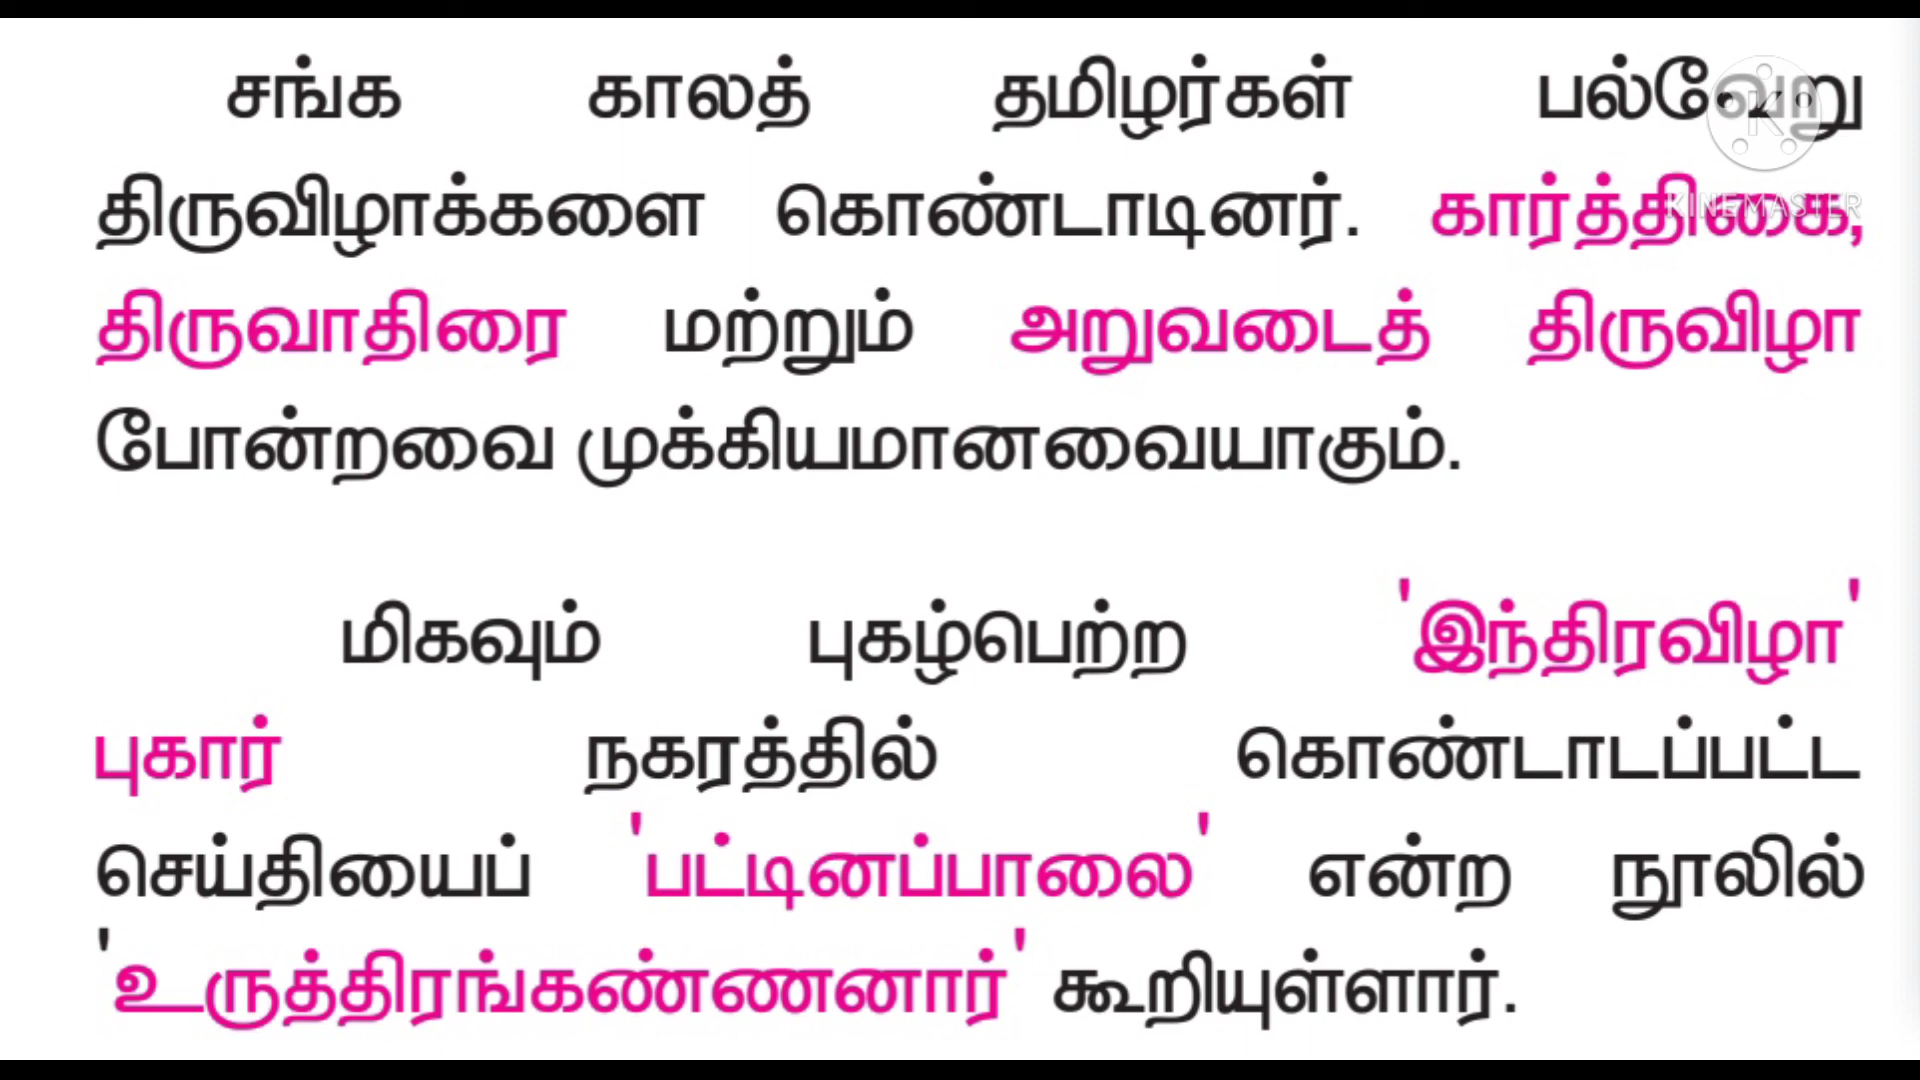 சங்க காலத் தமிழர்கள் பல்வேறு
திருவிழாக்களை கொண்டாடினர். கார்த்திகை,
KINEMASTER
திருவாதிரை மற்றும் அறுவடைத் திருவிழா
போன்றவை முக்கியமானவையாகும்.
மிகவும் புகழ்பெற்ற 'இந்திரவிழா'
புகார் நகரத்தில் கொண்டாடப்பட்ட
செய்தியைப் 'பட்டினப்பாலை' என்ற நூலில்
'உருத்திரங்கண்ணனார்' கூறியுள்ளார்.